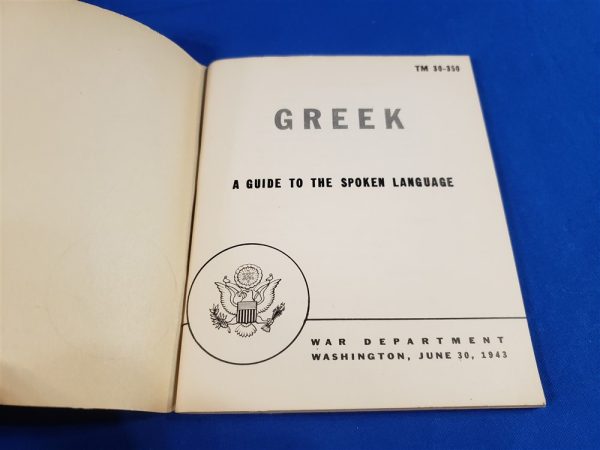 TM 30-350
GREEK
A GUIDE TO THE SPOKEN LANGUAGE
WAR DEPARTMENT
WASHINGTON, JUNE 30, 1943